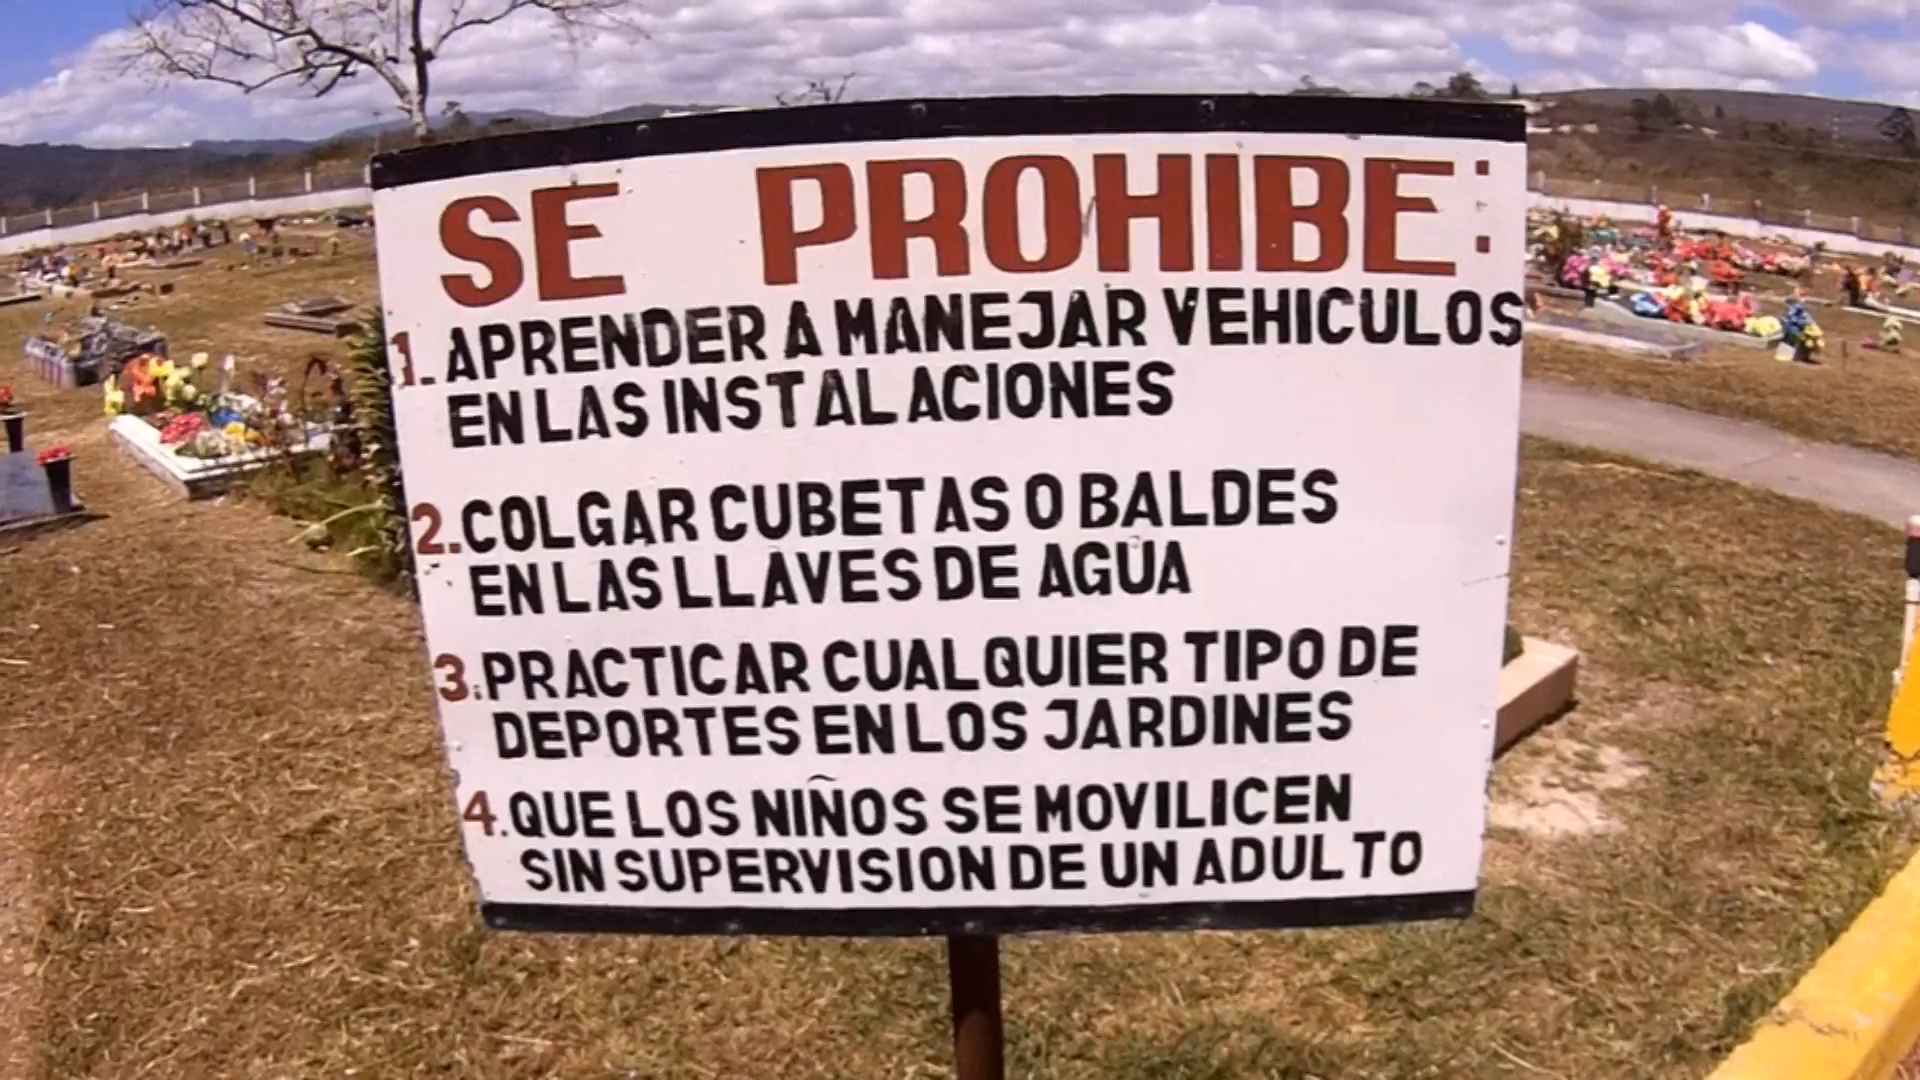 SE PROHIBE:
1. APRENDER A MANEJAR VEHICULOS
EN LAS INSTALACIONES
2. COLGAR CUBETAS O BALDES
EN LAS LLAVES DE AGUA
3. PRACTICAR CUALQUIER TIPO DE
DEPORTES EN LOS JARDINES
4. QUE LOS NIÑOS SE MOVILICEN
SIN SUPERVISION DE UN ADULTO